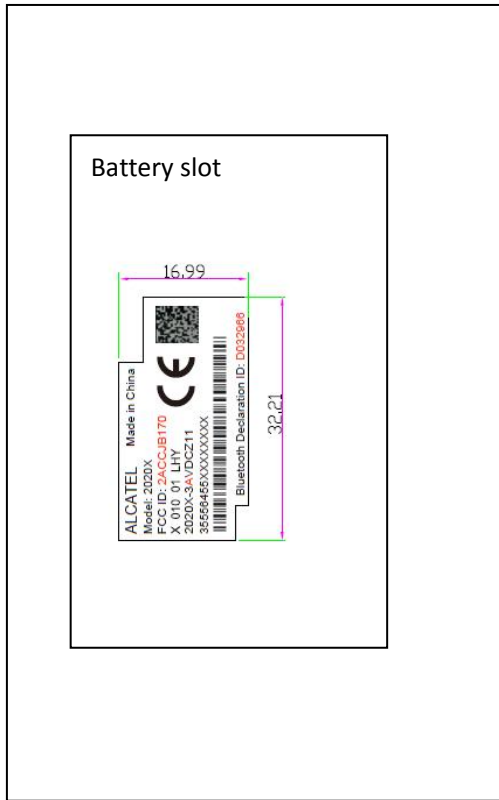 Battery slot
16.99
32.21
ALCATEL Made in China
Model: 2020X
FCC ID: 2ACCJB170
X 010 01 LHY
2020X-3AVDCZ11
35556455XXXXXXXXX
Bluetooth Declaration ID: D032966
CE